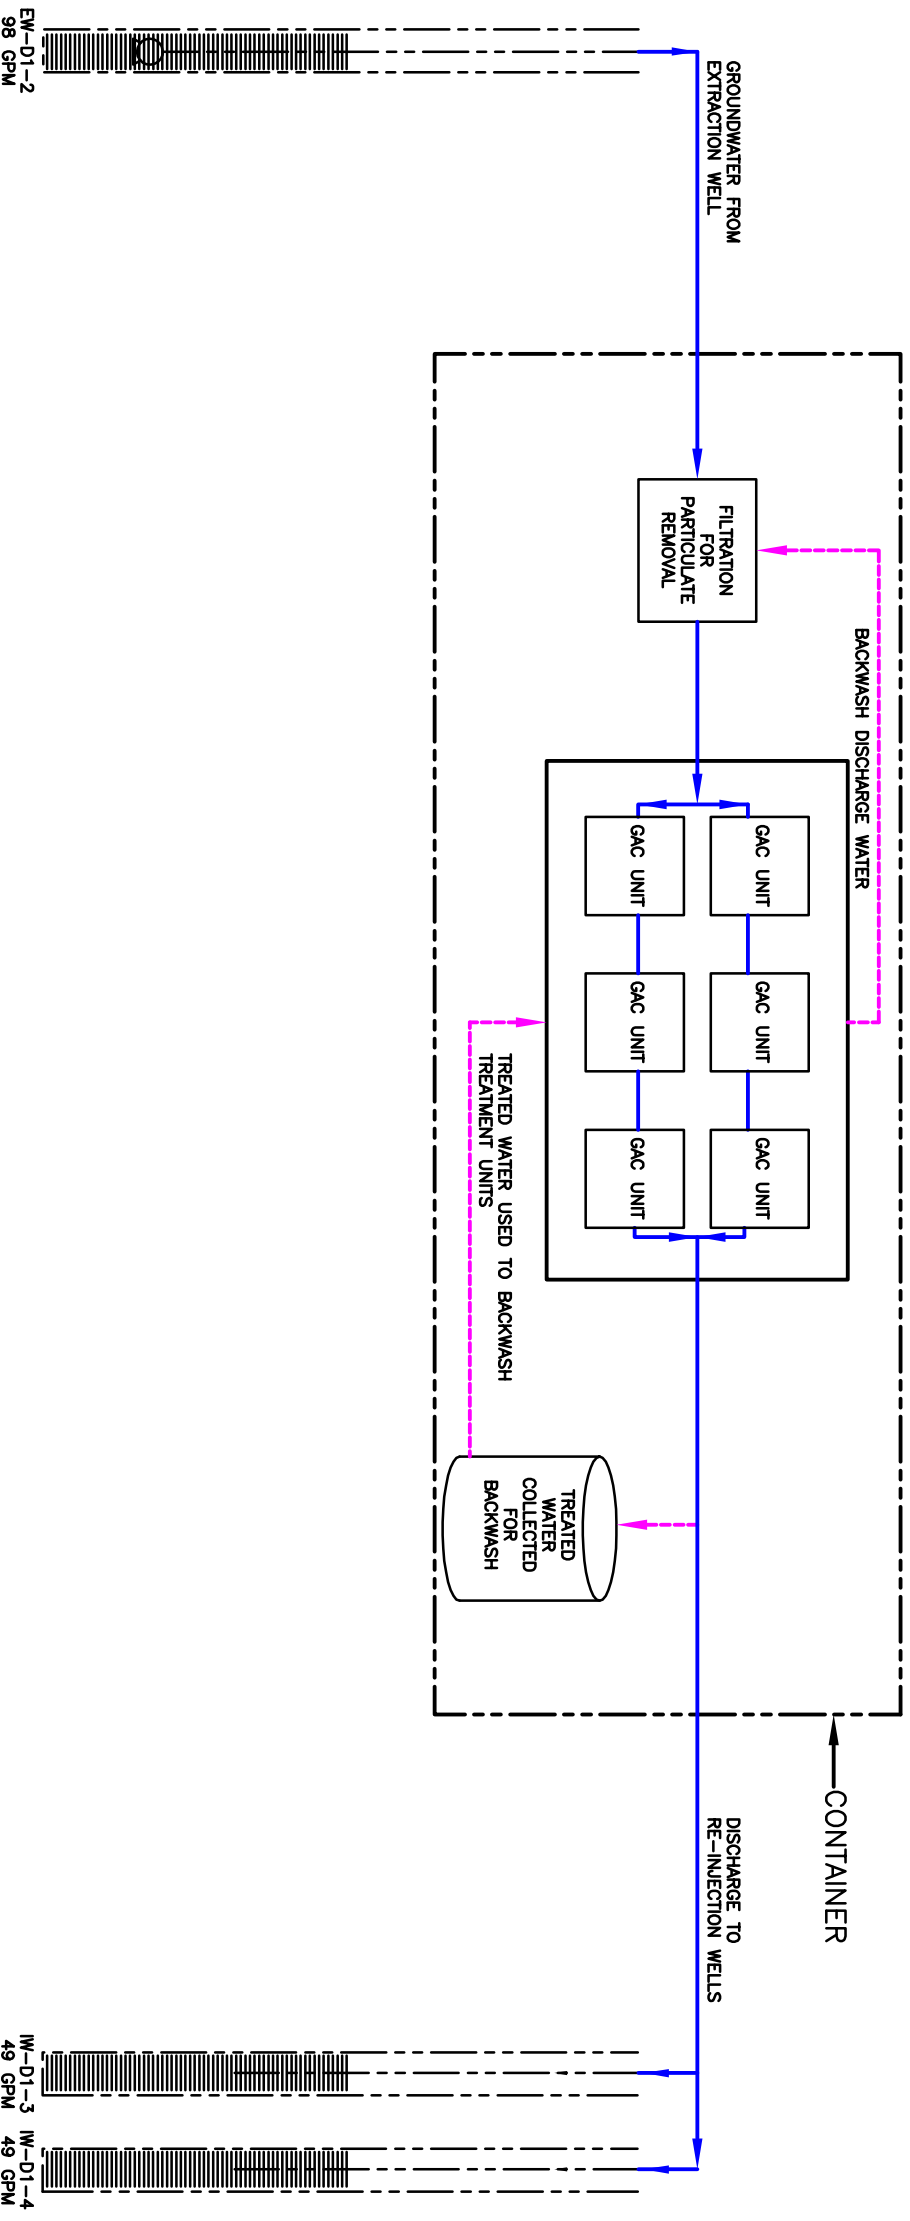 EW-D1-2
98 GPM
GROUNDWATER FROM
EXTRACTION WELL
FILTRATION
FOR
PARTICULATE
REMOVAL
BACKWASH DISCHARGE WATER
GAC UNIT
GAC UNIT
GAC UNIT
GAC UNIT
GAC UNIT
GAC UNIT
TREATED WATER USED TO BACKWASH
TREATMENT UNITS
TREATED
WATER
COLLECTED
FOR
BACKWASH
CONTAINER
DISCHARGE TO
RE-INJECTION WELLS
IW-D1-3
49 GPM
IW-D1-4
49 GPM